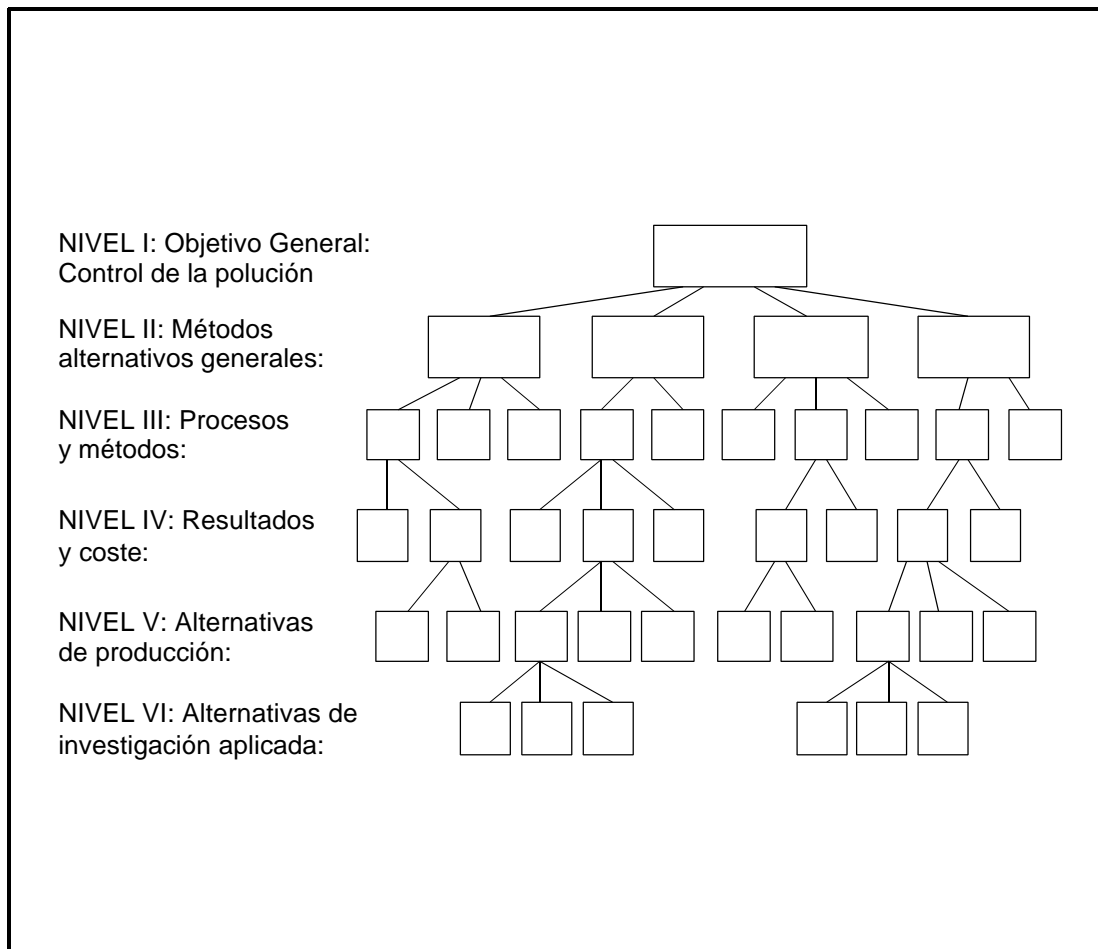 NIVEL I: Objetivo General:
Control de la polución
NIVEL II: Métodos
alternativos generales:
NIVEL III: Procesos
y métodos:
NIVEL IV: Resultados
y coste:
NIVEL V: Alternativas
de producción:
NIVEL VI: Alternativas de
investigación aplicada: